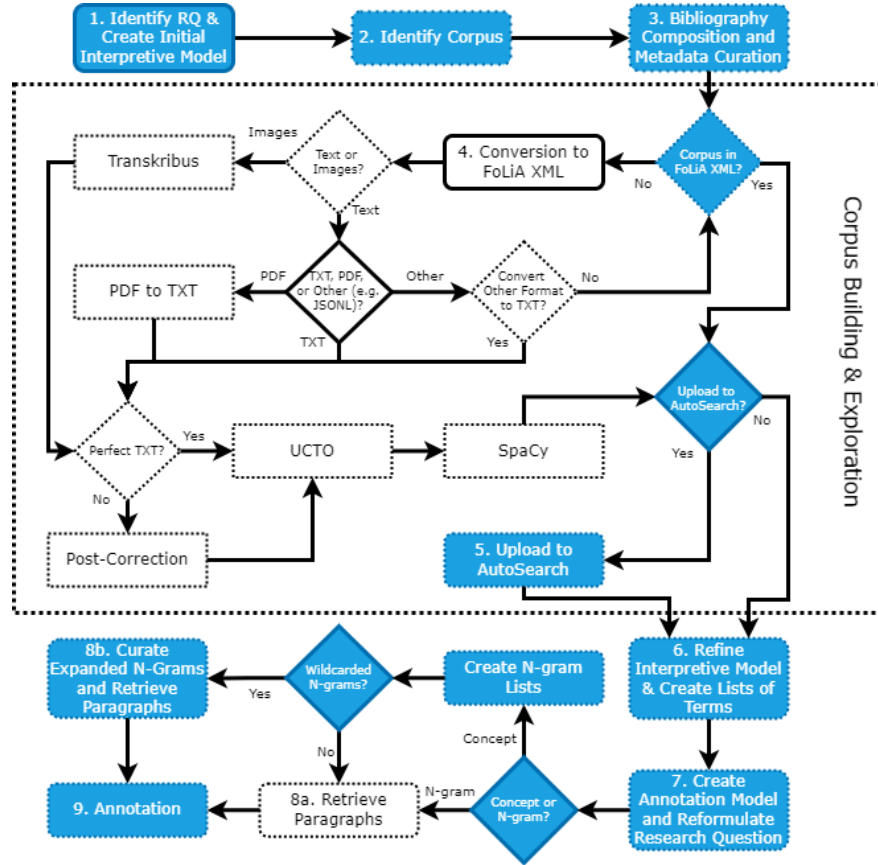 1. Identify RQ &
Create Initial
Interpretive Model
2. Identify Corpus
3. Bibliography
Composition and
Metadata Curation
Images
Transkribus
Text or
Images?
4. Conversion to
FoLiA XML
No
Corpus in
FoLiA XML?
Yes
Text
PDF to TXT
PDF
TXT, PDF,
or Other (e.g.
JSONL)?
Other
Convert
Other Format
to TXT?
No
TXT
Yes
Corpus Building & Exploration
Upload to
AutoSearch?
No
Yes
Perfect TXT?
Yes
UCTO
SpaCy
No
Post-Correction
5. Upload to
AutoSearch
8b. Curate
Expanded N-Grams
and Retrieve
Paragraphs
Yes
Wildcarded
N-grams?
Create N-gram
Lists
6. Refine
Interpretive Model
& Create Lists of
Terms
Concept
No
9. Annotation
8a. Retrieve
Paragraphs
N-gram
Concept or
N-gram?
7. Create
Annotation Model
and Reformulate
Research Question